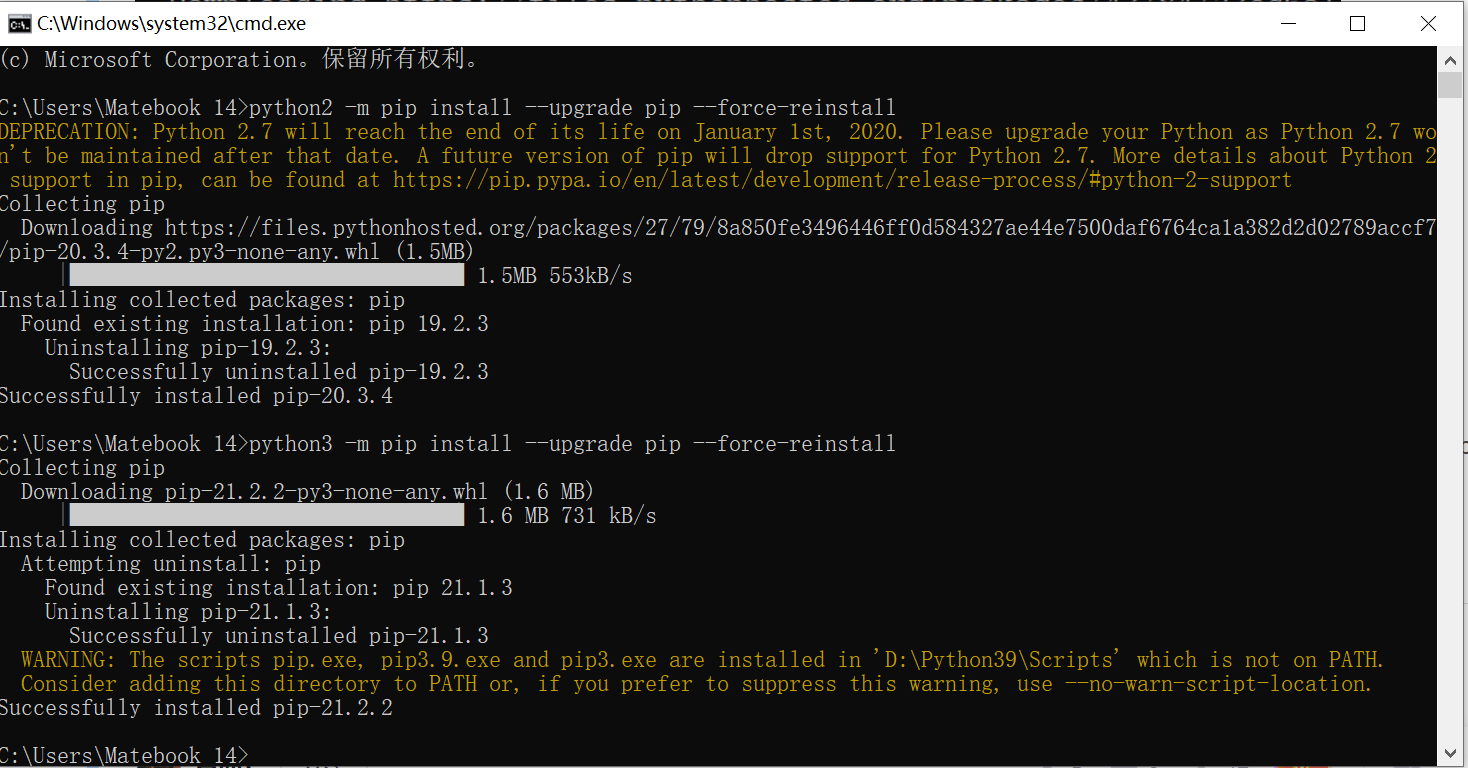 C:\Windows\system32\cmd.exe
(c) Microsoft Corporation。保留所有权利。
C:\Users\Matebook 14>python2 -m pip install --upgrade pip --force-reinstall
DEPRECATION: Python 2.7 will reach the end of its life on January 1st, 2020. Please upgrade your Python as Python 2.7 wo
n't be maintained after that date. A future version of pip will drop support for Python 2.7. More details about Python 2
support in pip, can be found at https://pip.pypa.io/en/latest/development/release-process/#python-2-support
Collecting pip
Downloading https://files.pythonhosted.org/packages/27/79/8a850fe3496446ff0d584327ae44e7500daf6764ca1a382d2d02789accf7
/pip-20.3.4-py2.py3-none-any.whl (1.5MB)
1.5MB 553kB/s
Installing collected packages: pip
Found existing installation: pip 19.2.3
Uninstalling pip-19.2.3:
Successfully uninstalled pip-19.2.3
Successfully installed pip-20.3.4
C:\Users\Matebook 14>python3 -m pip install --upgrade pip --force-reinstall
Collecting pip
Downloading pip-21.2.2-py3-none-any.whl (1.6 MB)
1.6 MB 731 kB/s
Installing collected packages: pip
Attempting uninstall: pip
Found existing installation: pip 21.1.3
Uninstalling pip-21.1.3:
Successfully uninstalled pip-21.1.3
WARNING: The scripts pip.exe, pip3.9.exe and pip3.exe are installed in 'D:\Python39\Scripts' which is not on PATH.
Consider adding this directory to PATH or, if you prefer to suppress this warning, use --no-warn-script-location.
Successfully installed pip-21.2.2
C:\Users\Matebook 14>